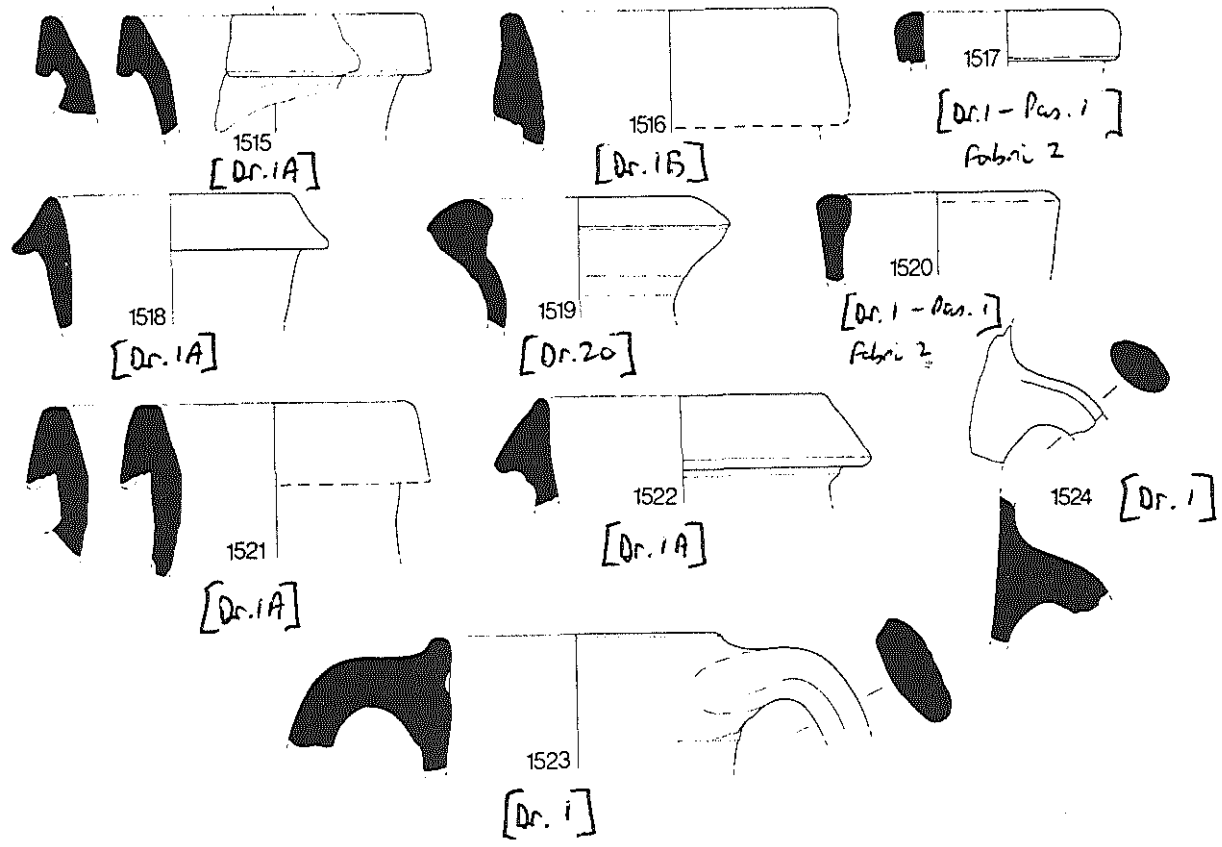 1515
[Dr.1A]
1516
[Dr.1B]
1517
[Dr.1 - Pas. 1]
Fabric 2
1518
[Dr.1A]
1519
[Dr.20]
1520
[Dr.1 - Pas. 1]
Fabric 2
1521
[Dr.1A]
1522
[Dr.1A]
1524 [Dr. 1]
1523
[Dr. 1]